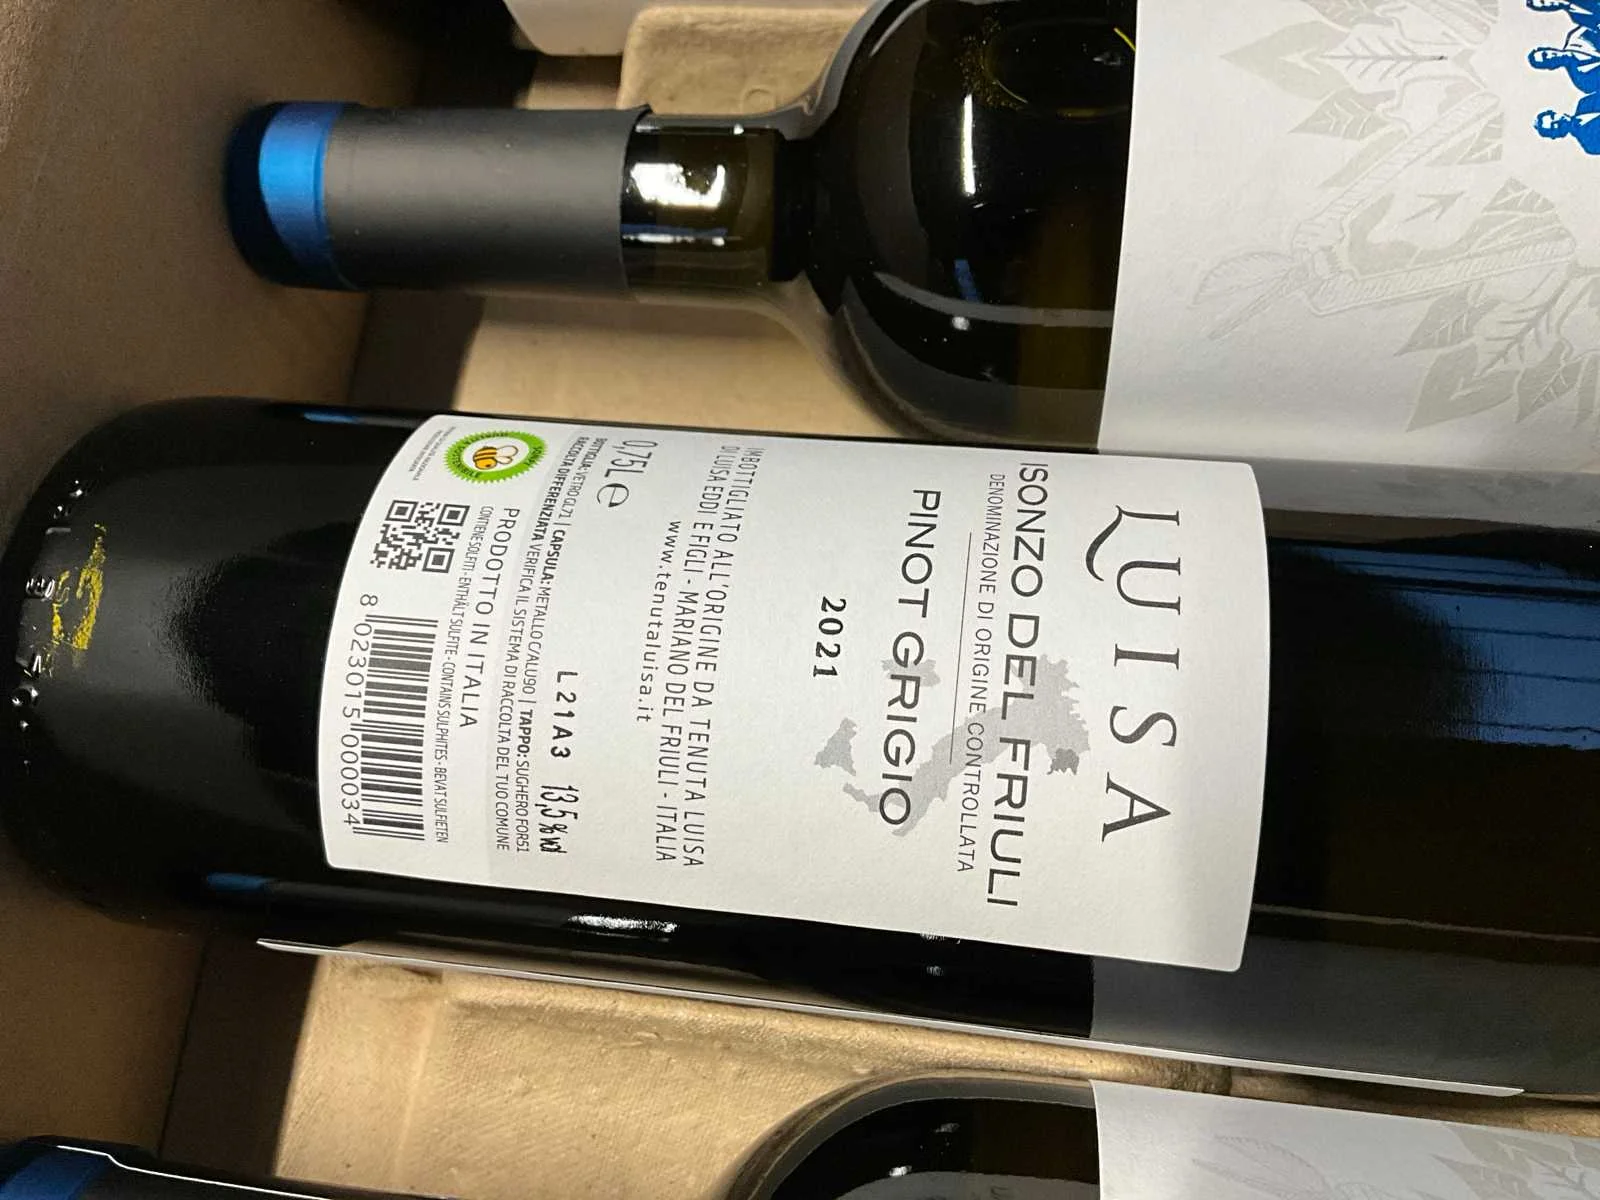 LUISA
ISONZO DEL FRIULI
DENOMINAZIONE DI ORIGINE CONTROLLATA
PINOT GRIGIO
2021
IMBOTTIGLIATO ALL'ORIGINE DA TENUTA LUISA
DI LUISA EDDI E FIGLI - MARIANO DEL FRIULI - ITALIA
www.tenutaluisa.it
0,75L e
L 21A3 13,5%vol
BOTTIGLIA: VETRO GL71 | CAPSULA: METALLO C/ALU90 | TAPPO: SUGHERO FOR51
RACCOLTA DIFFERENZIATA VERIFICA IL SISTEMA DI RACCOLTA DEL TUO COMUNE
PRODOTTO IN ITALIA
CONTIENE SOLFITI - ENTHÄLT SULFITE - CONTAINS SULPHITES - BEVAT SULFIETEN
8 023015 000034